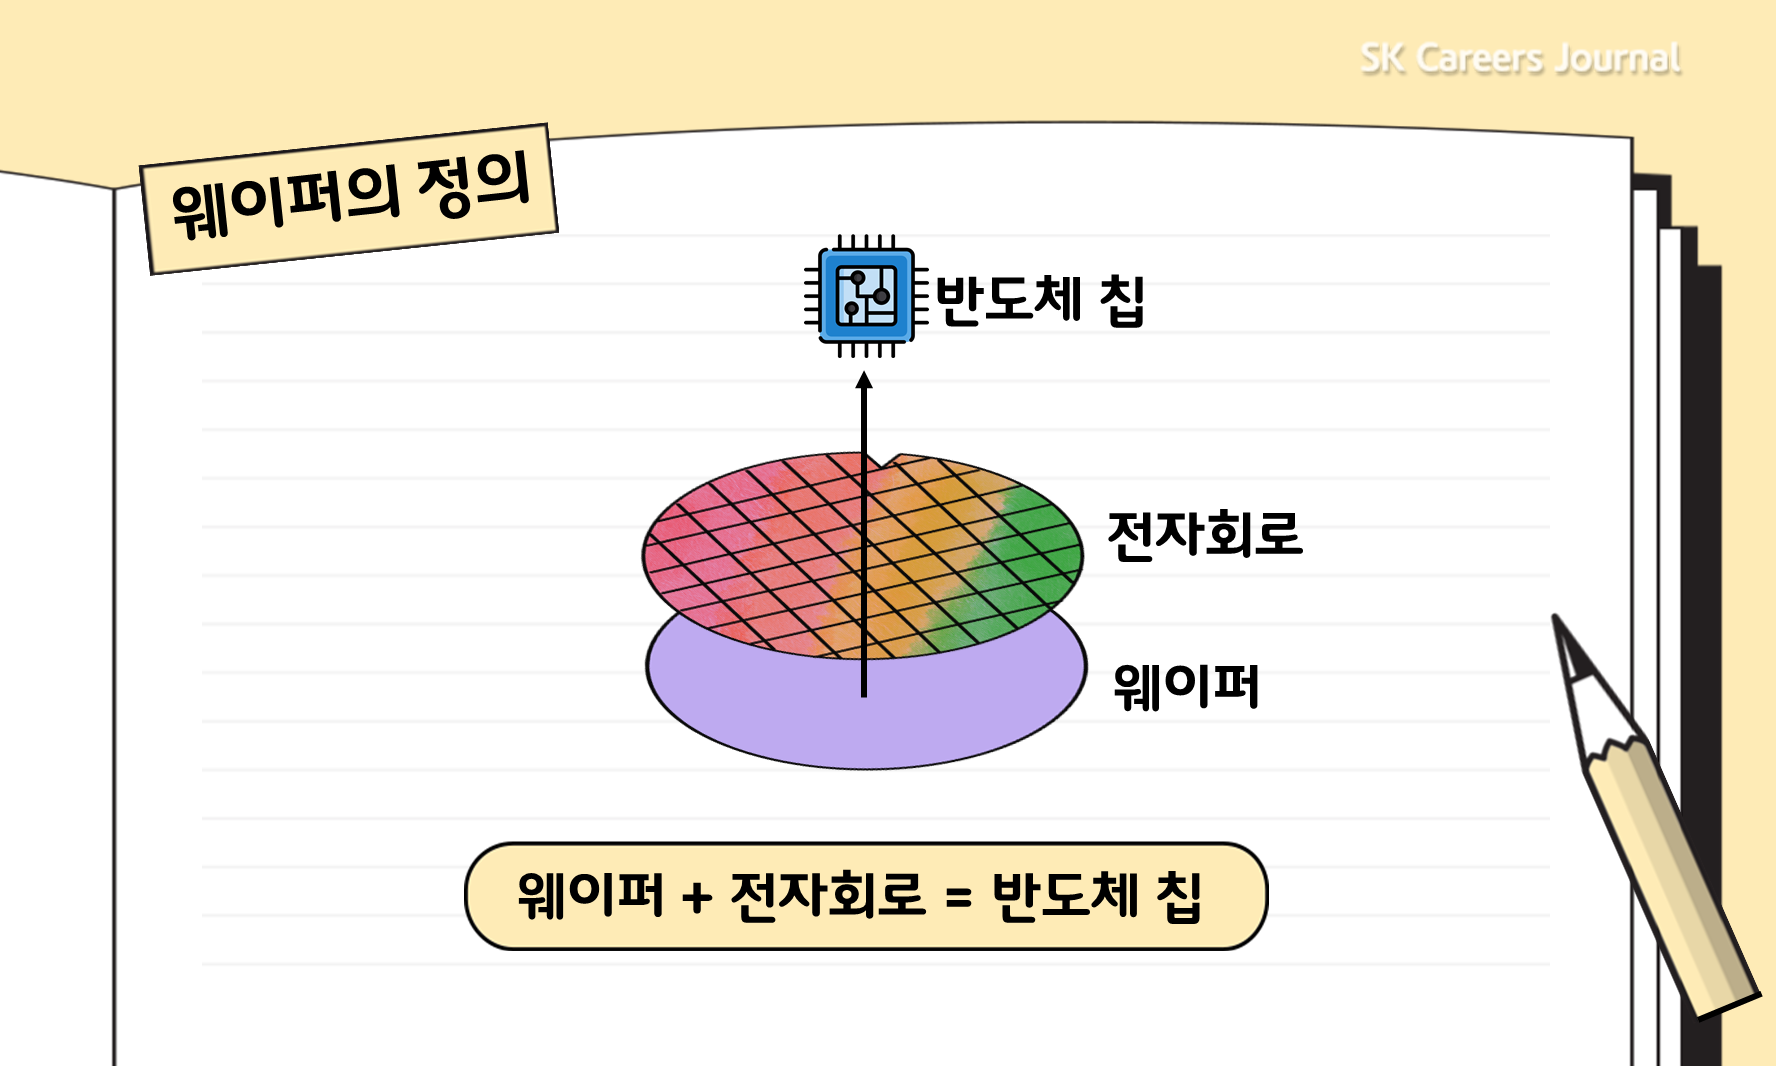 SK Careers Journal
웨이퍼의 정의
반도체 칩
전자회로
웨이퍼
웨이퍼 + 전자회로 = 반도체 칩